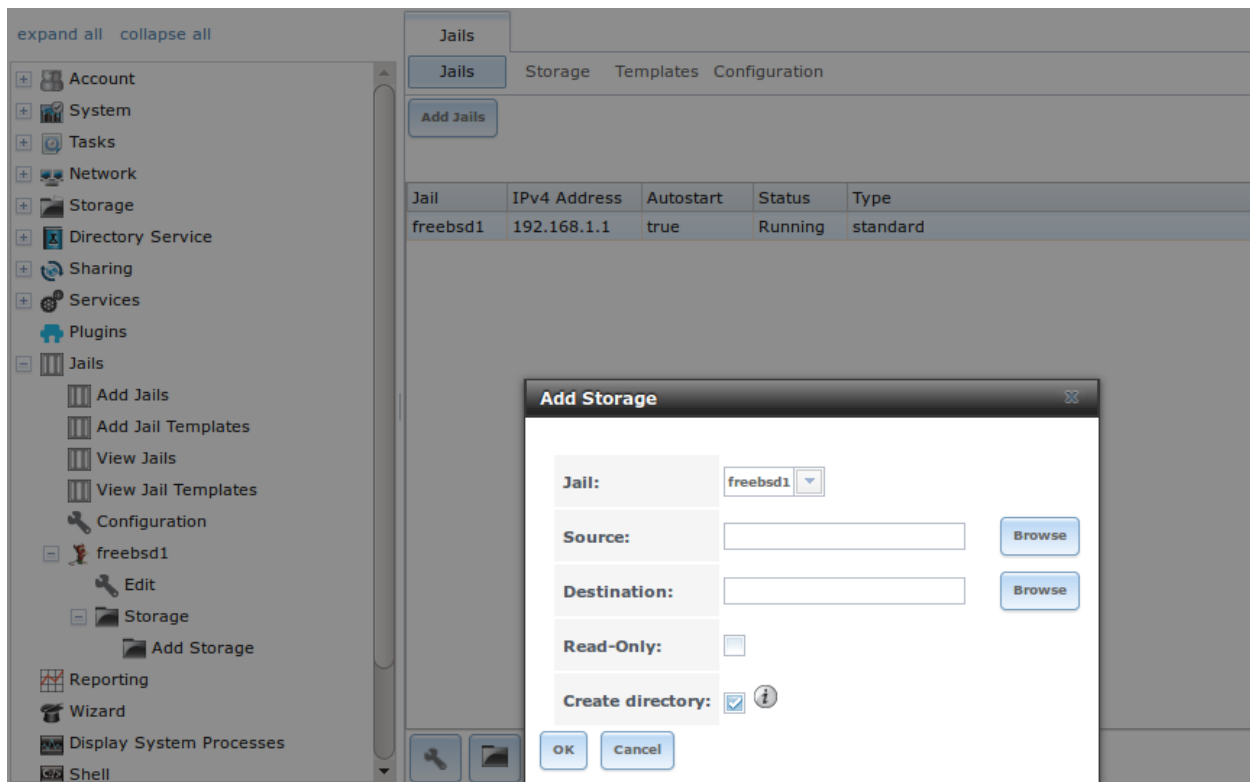 expand all collapse all
Account
System
Tasks
Network
Storage
Directory Service
Sharing
Services
Plugins
Jails
Add Jails
Add Jail Templates
View Jails
View Jail Templates
Configuration
freebsd1
Edit
Storage
Add Storage
Reporting
Wizard
Display System Processes
Shell
Jails
Jails Storage Templates Configuration
Add Jails
Jail IPv4 Address Autostart Status Type
freebsd1 192.168.1.1 true Running standard
Add Storage
Jail: freebsd1
Source: Browse
Destination: Browse
Read-Only:
Create directory:
OK Cancel